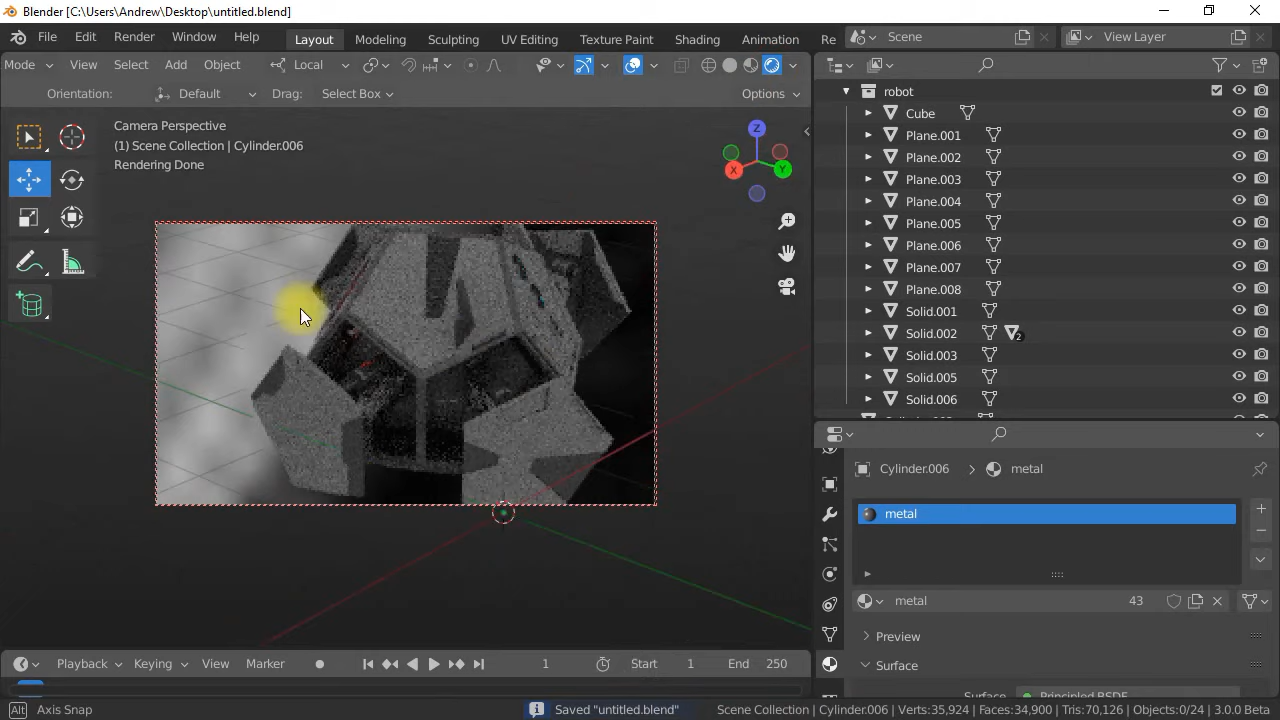 Blender [C:\Users\Andrew\Desktop\untitled.blend]
File Edit Render Window Help Layout Modeling Sculpting UV Editing Texture Paint Shading Animation Re Scene View Layer
Mode View Select Add Object Local
Orientation: Default Drag: Select Box Options
Camera Perspective
(1) Scene Collection | Cylinder.006
Rendering Done
Z
X
Y
robot
Cube
Plane.001
Plane.002
Plane.003
Plane.004
Plane.005
Plane.006
Plane.007
Plane.008
Solid.001
Solid.002 2
Solid.003
Solid.005
Solid.006
Cylinder.006 > metal
metal
metal 43
Preview
Surface
Surface Principled BSDF
Playback Keying View Marker 1 Start 1 End 250
Alt Axis Snap Saved "untitled.blend" Scene Collection | Cylinder.006 | Verts:35,924 | Faces:34,900 | Tris:70,126 | Objects:0/24 | 3.0.0 Beta